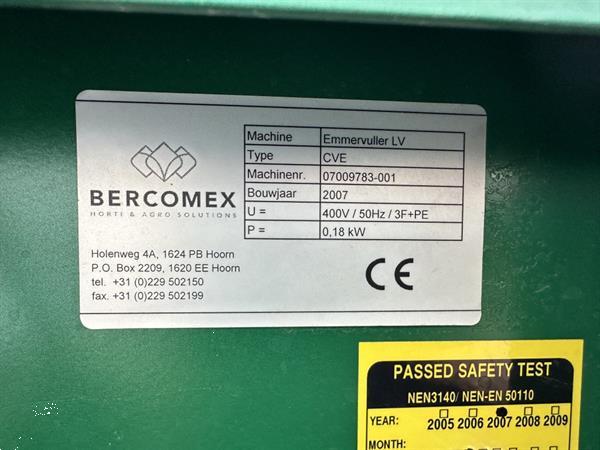 BERCOMEX
HORTI & AGRO SOLUTIONS
Machine Emmervuller LV
Type CVE
Machinenr. 07009783-001
Bouwjaar 2007
U = 400V / 50Hz / 3F+PE
P = 0,18 kW
Holenweg 4A, 1624 PB Hoorn
P.O. Box 2209, 1620 EE Hoorn
tel. +31 (0)229 502150
fax. +31 (0)229 502199
CE
PASSED SAFETY TEST
NEN3140/ NEN-EN 50110
YEAR: 2005 2006 2007 2008 2009
MONTH: